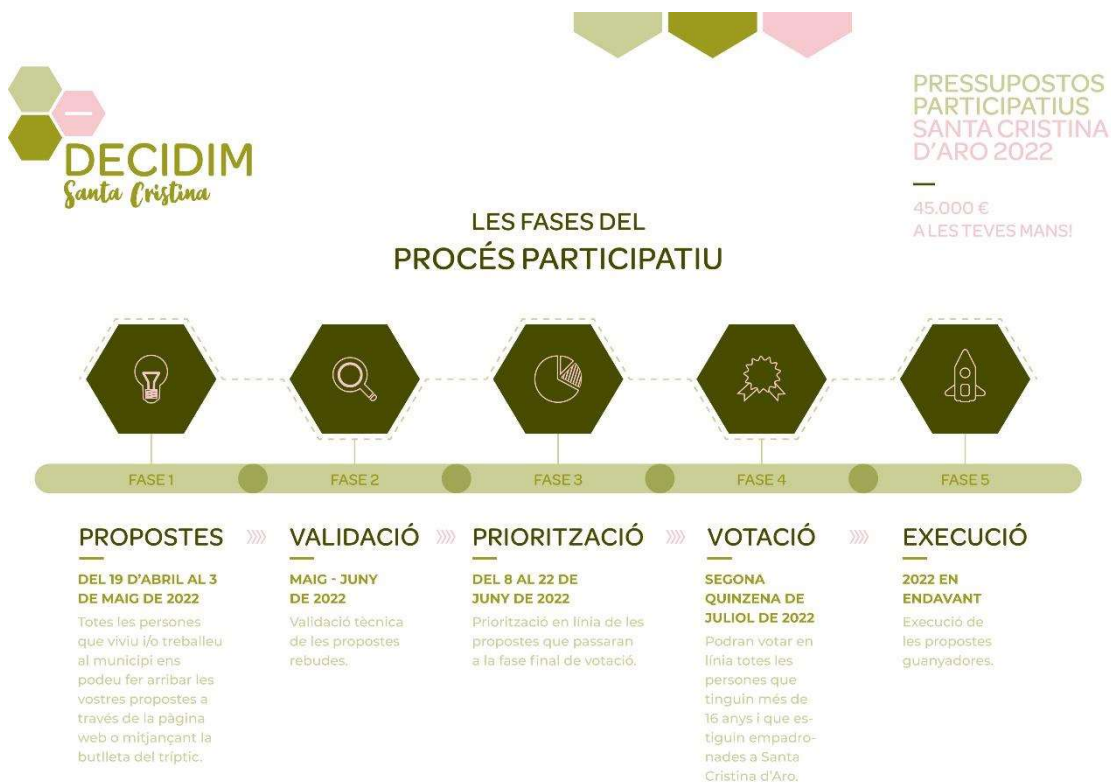 DECIDIM
Santa Cristina
PRESSUPOSTOS
PARTICIPATIUS
SANTA CRISTINA
D'ARO 2022
45.000 €
A LES TEVES MANS!
LES FASES DEL
PROCÉS PARTICIPATIU
FASE 1
FASE 2
FASE 3
FASE 4
FASE 5
PROPOSTES
DEL 19 D'ABRIL AL 3
DE MAIG DE 2022
Totes les persones
que viviu i/o treballeu
al municipi ens
podeu fer arribar les
vostres propostes a
través de la pàgina
web o mitjançant la
butlleta del tríptic.
VALIDACIÓ
MAIG - JUNY
DE 2022
Validació tècnica
de les propostes
rebudes.
PRIORITZACIÓ
DEL 8 AL 22 DE
JUNY DE 2022
Priorització en línia de les
propostes que passaran
a la fase final de votació.
VOTACIÓ
SEGONA
QUINZENA DE
JULIOL DE 2022
Podran votar en
línia totes les
persones que
tinguin més de
16 anys i que es-
tiguin empadro-
nades a Santa
Cristina d'Aro.
EXECUCIÓ
2022 EN
ENDAVANT
Execució de
les propostes
guanyadores.